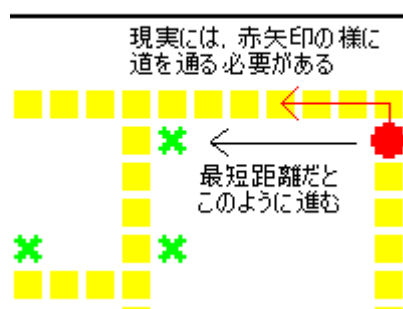 現実には，赤矢印の様に
道を通る必要がある
最短距離だと
このように進む